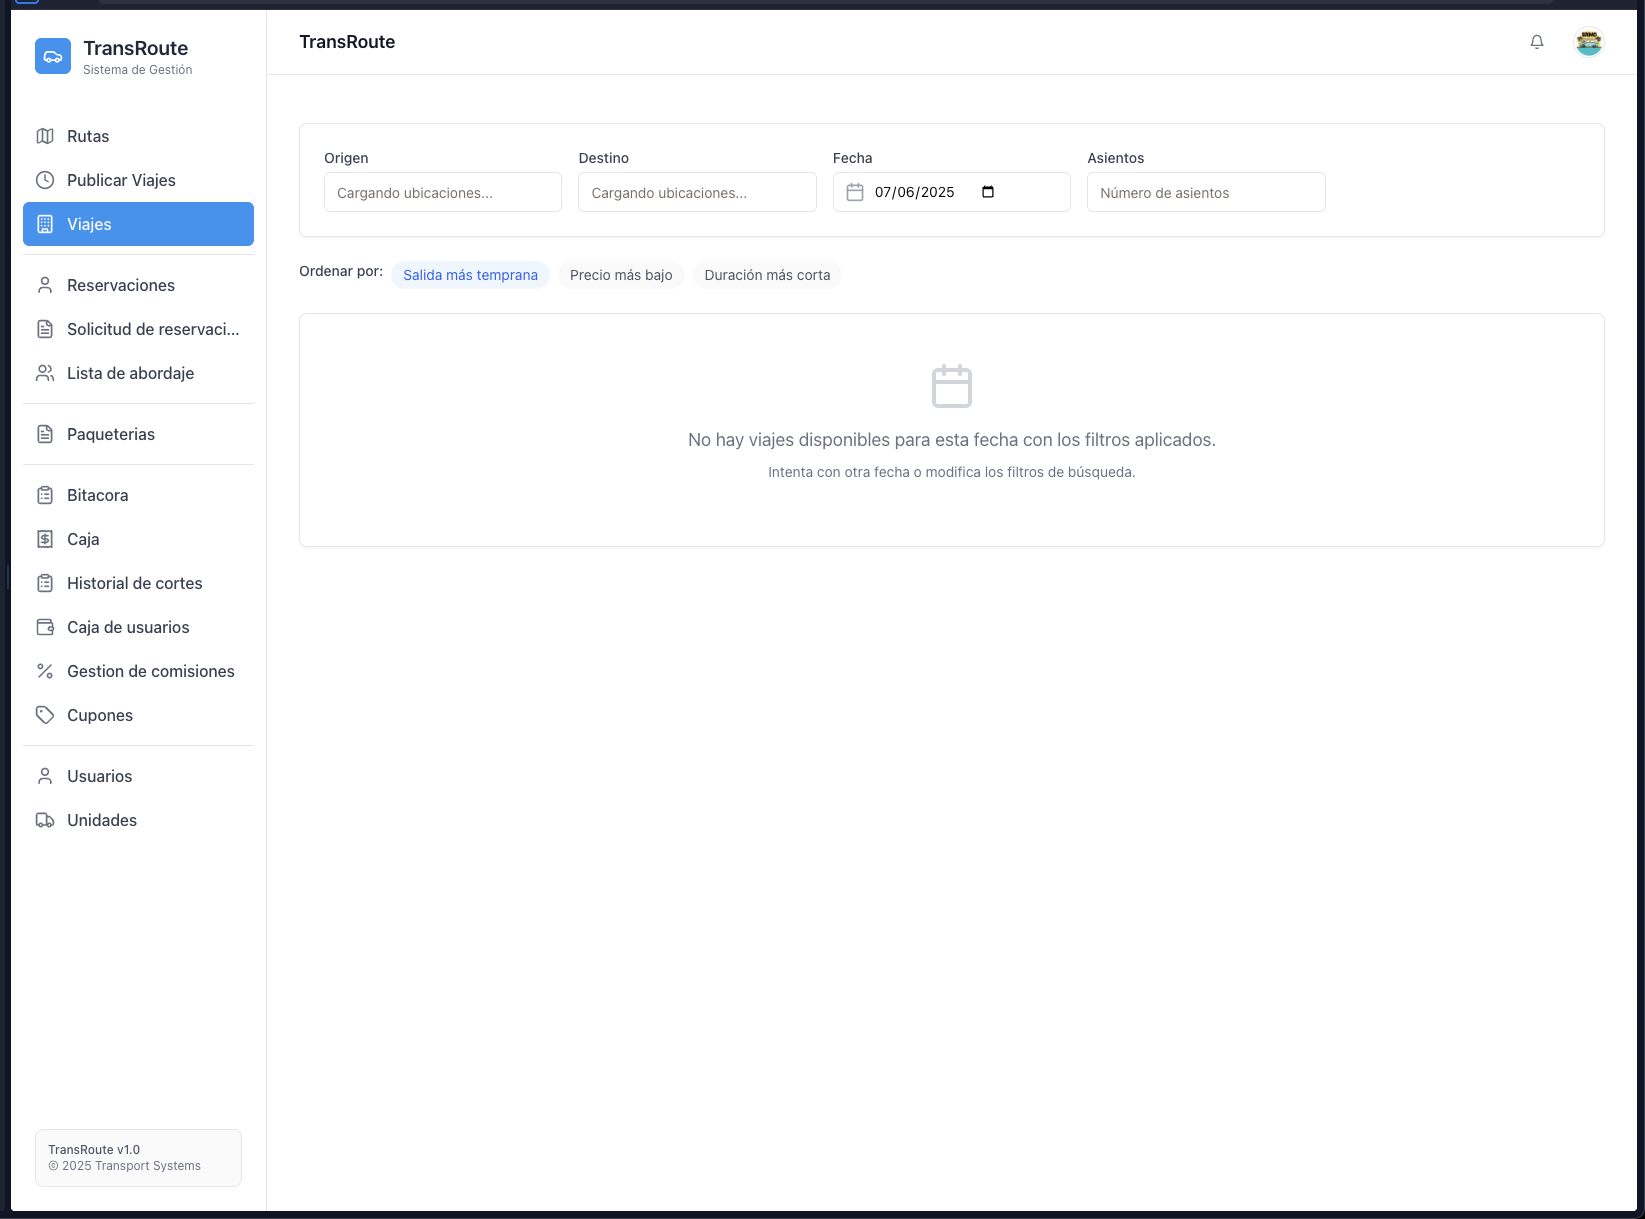 TransRoute
Sistema de Gestión
Rutas
Publicar Viajes
Viajes
Reservaciones
Solicitud de reservaci...
Lista de abordaje
Paqueterias
Bitacora
Caja
Historial de cortes
Caja de usuarios
Gestion de comisiones
Cupones
Usuarios
Unidades
TransRoute v1.0
© 2025 Transport Systems
TransRoute
Origen
Cargando ubicaciones...
Destino
Cargando ubicaciones...
Fecha
07/06/2025
Asientos
Número de asientos
Ordenar por: Salida más temprana Precio más bajo Duración más corta
No hay viajes disponibles para esta fecha con los filtros aplicados.
Intenta con otra fecha o modifica los filtros de búsqueda.